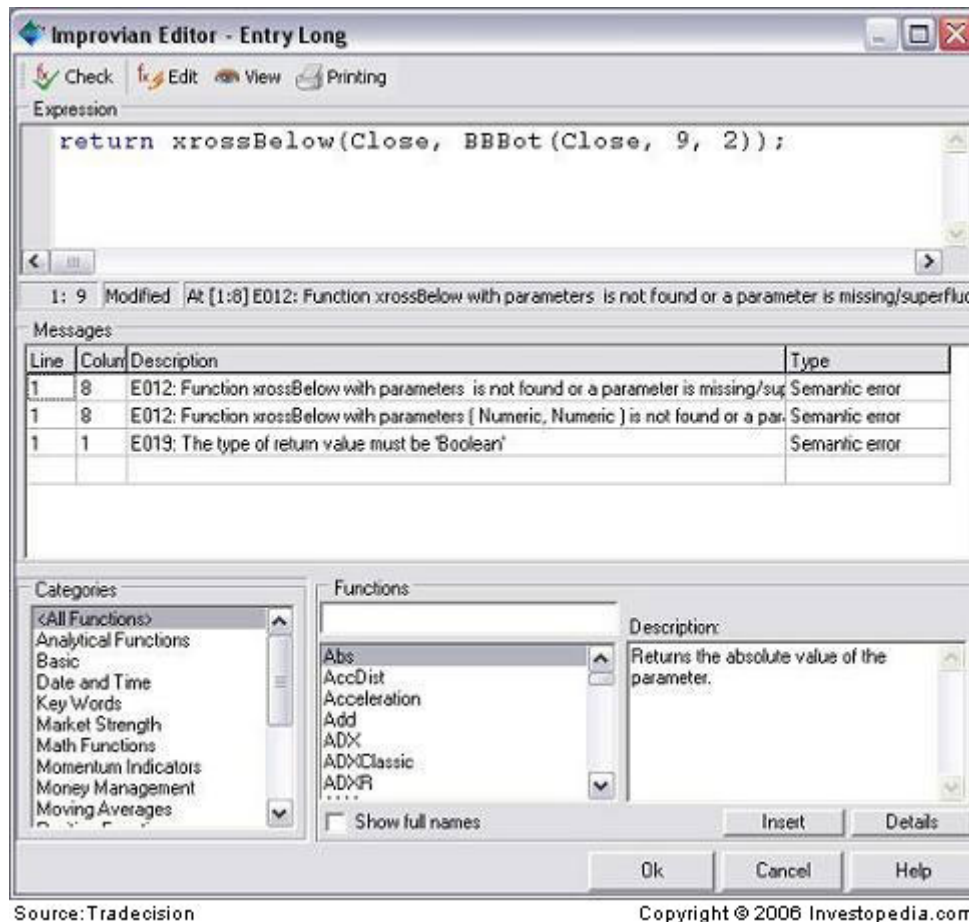 Improvian Editor - Entry Long
Check Edit View Printing
Expression
return xrossBelow(Close, BBBot(Close, 9, 2));
1: 9 Modified At [1:8] E012: Function xrossBelow with parameters is not found or a parameter is missing/superfluo
Messages
Line Colum Description Type
1 8 E012: Function xrossBelow with parameters is not found or a parameter is missing/sup Semantic error
1 8 E012: Function xrossBelow with parameters ( Numeric, Numeric ) is not found or a par Semantic error
1 1 E019: The type of return value must be 'Boolean' Semantic error
Categories
<All Functions>
Analytical Functions
Basic
Date and Time
Key Words
Market Strength
Math Functions
Momentum Indicators
Money Management
Moving Averages
Functions
Abs
AccDist
Acceleration
Add
ADX
ADXClassic
ADXR
Show full names
Description:
Returns the absolute value of the
parameter.
Insert Details
Ok Cancel Help
Source: Tradecision Copyright © 2006 Investopedia.com